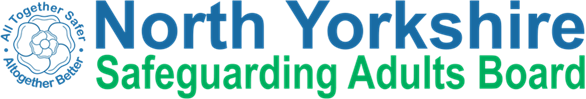 • All Together Safer •
Altogether Better
North Yorkshire
Safeguarding Adults Board